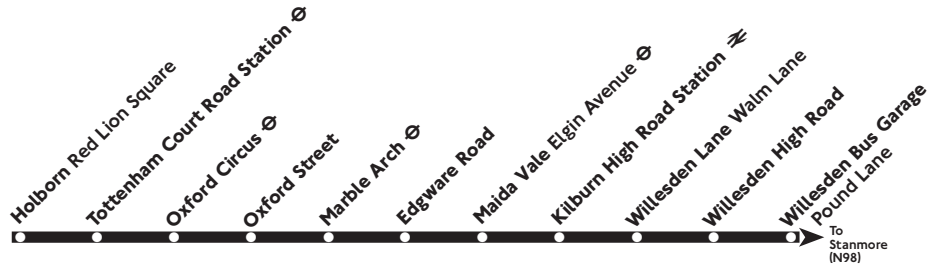 Holborn Red Lion Square
Tottenham Court Road Station
Oxford Circus
Oxford Street
Marble Arch
Edgware Road
Maida Vale Elgin Avenue
Kilburn High Road Station
Willesden Lane Walm Lane
Willesden High Road
Willesden Bus Garage
Pound Lane
To
Stanmore
(N98)